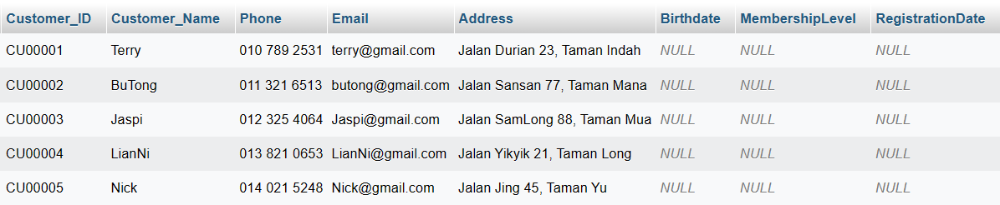 Customer_ID Customer_Name Phone Email Address Birthdate MembershipLevel RegistrationDate
CU00001 Terry 010 789 2531 terry@gmail.com Jalan Durian 23, Taman Indah NULL NULL NULL
CU00002 BuTong 011 321 6513 butong@gmail.com Jalan Sansan 77, Taman Mana NULL NULL NULL
CU00003 Jaspi 012 325 4064 Jaspi@gmail.com Jalan SamLong 88, Taman Mua NULL NULL NULL
CU00004 LianNi 013 821 0653 LianNi@gmail.com Jalan Yikyik 21, Taman Long NULL NULL NULL
CU00005 Nick 014 021 5248 Nick@gmail.com Jalan Jing 45, Taman Yu NULL NULL NULL